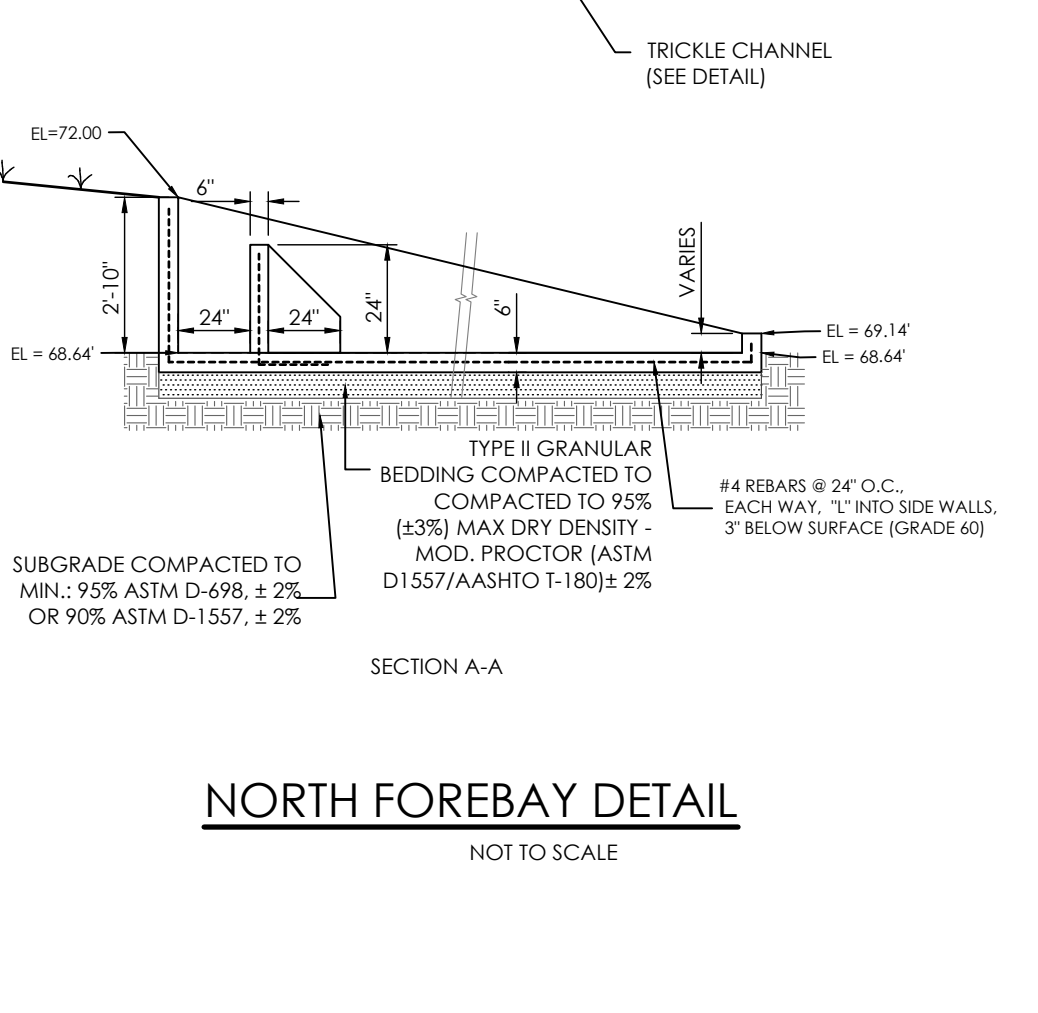 TRICKLE CHANNEL
(SEE DETAIL)
EL=72.00
6"
2'-10"
24"
24"
24"
6"
VARIES
EL = 69.14'
EL = 68.64'
EL = 68.64'
TYPE II GRANULAR
BEDDING COMPACTED TO
COMPACTED TO 95%
(±3%) MAX DRY DENSITY -
MOD. PROCTOR (ASTM
D1557/AASHTO T-180)± 2%
#4 REBARS @ 24" O.C.,
EACH WAY, "L" INTO SIDE WALLS,
3" BELOW SURFACE (GRADE 60)
SUBGRADE COMPACTED TO
MIN.: 95% ASTM D-698, ± 2%
OR 90% ASTM D-1557, ± 2%
SECTION A-A
NORTH FOREBAY DETAIL
NOT TO SCALE